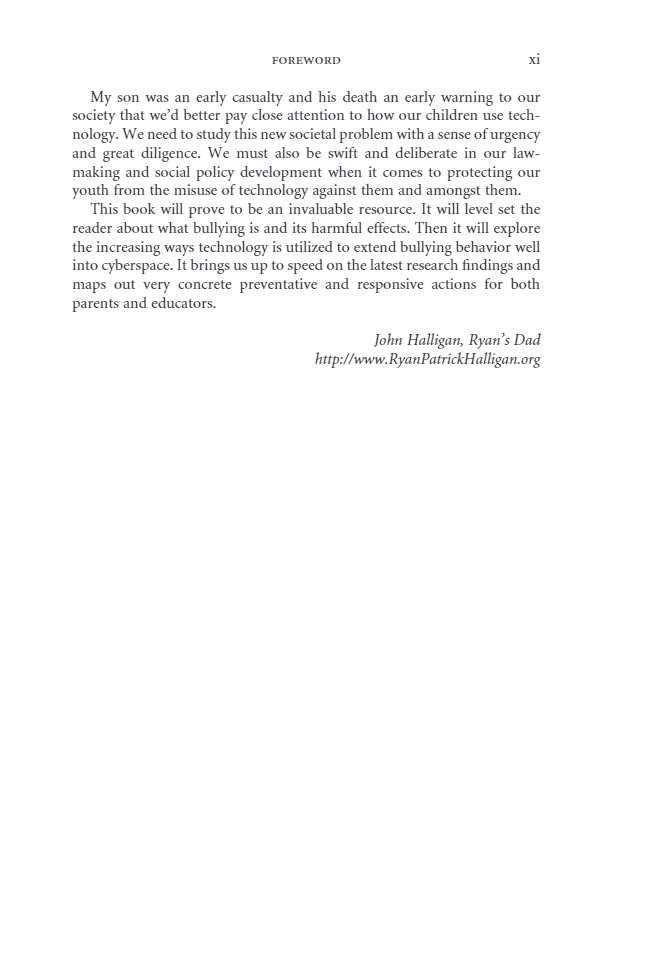 FOREWORD xi
My son was an early casualty and his death an early warning to our
society that we’d better pay close attention to how our children use tech-
nology. We need to study this new societal problem with a sense of urgency
and great diligence. We must also be swift and deliberate in our law-
making and social policy development when it comes to protecting our
youth from the misuse of technology against them and amongst them.
This book will prove to be an invaluable resource. It will level set the
reader about what bullying is and its harmful effects. Then it will explore
the increasing ways technology is utilized to extend bullying behavior well
into cyberspace. It brings us up to speed on the latest research findings and
maps out very concrete preventative and responsive actions for both
parents and educators.
John Halligan, Ryan’s Dad
http://www.RyanPatrickHalligan.org